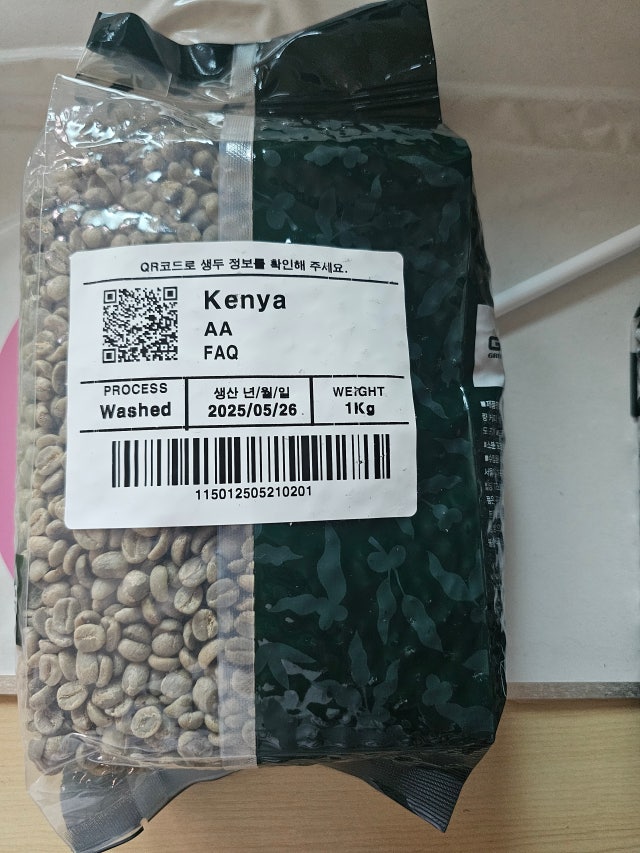 QR코드로 생두 정보를 확인해 주세요.
Kenya
AA
FAQ
PROCESS
Washed
생산 년/월/일
2025/05/26
WEIGHT
1Kg
115012505210201